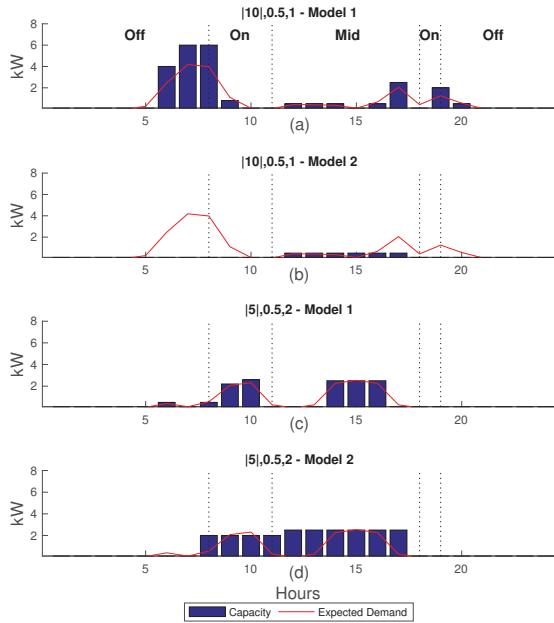 |10|,0.5,1 - Model 1
Off On Mid On Off
kW
8
6
4
2
5 10 15 20
(a)
|10|,0.5,1 - Model 2
kW
8
6
4
2
5 10 15 20
(b)
|5|,0.5,2 - Model 1
kW
8
6
4
2
5 10 15 20
(c)
|5|,0.5,2 - Model 2
kW
8
6
4
2
5 10 15 20
(d)
Hours
Capacity Expected Demand